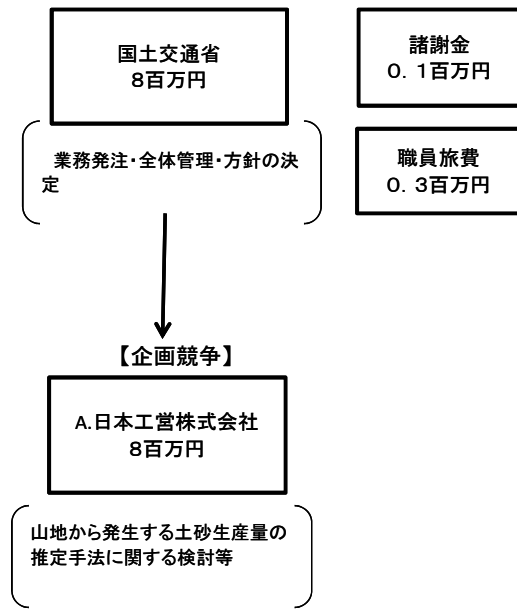 国土交通省
8百万円
諸謝金
0．1百万円
業務発注・全体管理・方針の決
定
職員旅費
0．3百万円
【企画競争】
A.日本工営株式会社
8百万円
山地から発生する土砂生産量の
推定手法に関する検討等